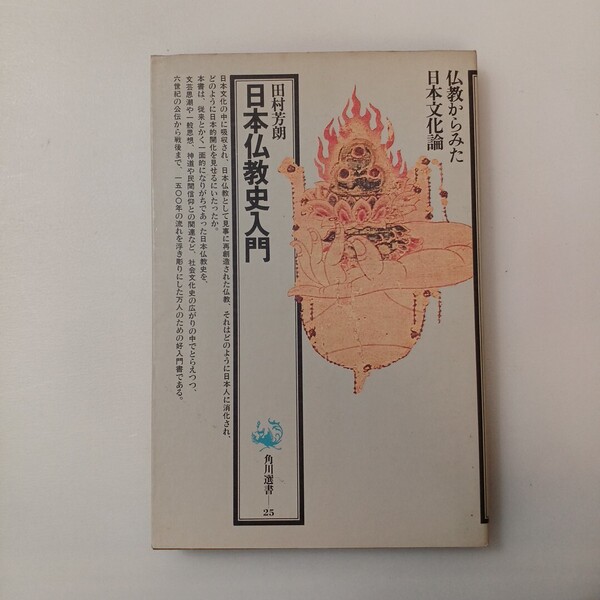 仏教からみた
日本文化論
田村芳朗
日本仏教史入門
角川選書―25
日本文化の中に吸収され、日本仏教として見事に再創造された仏教、それはどのように日本人に消化され、
どのように日本的開化を見せるにいたったか。
本書は、従来とかく一面的になりがちであった日本仏教史を、
文芸思潮や一般思想、神道や民間信仰との関連など、社会文化史の広がりの中でとらえつつ、
六世紀の公伝から戦後まで、一五〇〇年の流れを浮き彫りにした万人のための好入門書である。